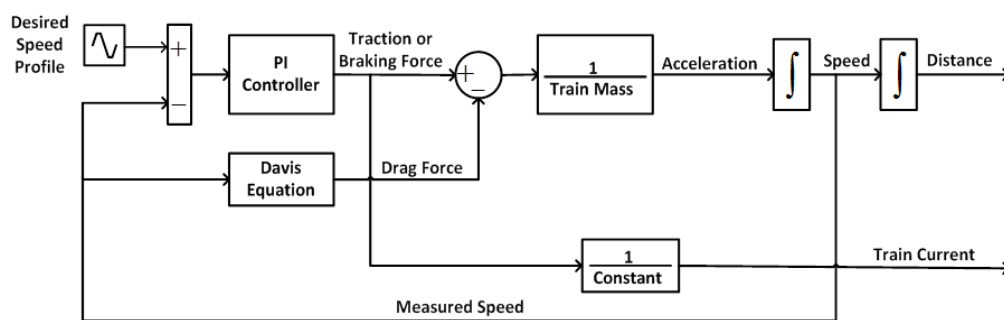 Desired
Speed
Profile
+
−
PI
Controller
Traction or
Braking Force
+
−
1
Train Mass
Acceleration
∫
Speed
∫
Distance
Davis
Equation
Drag Force
1
Constant
Train Current
Measured Speed